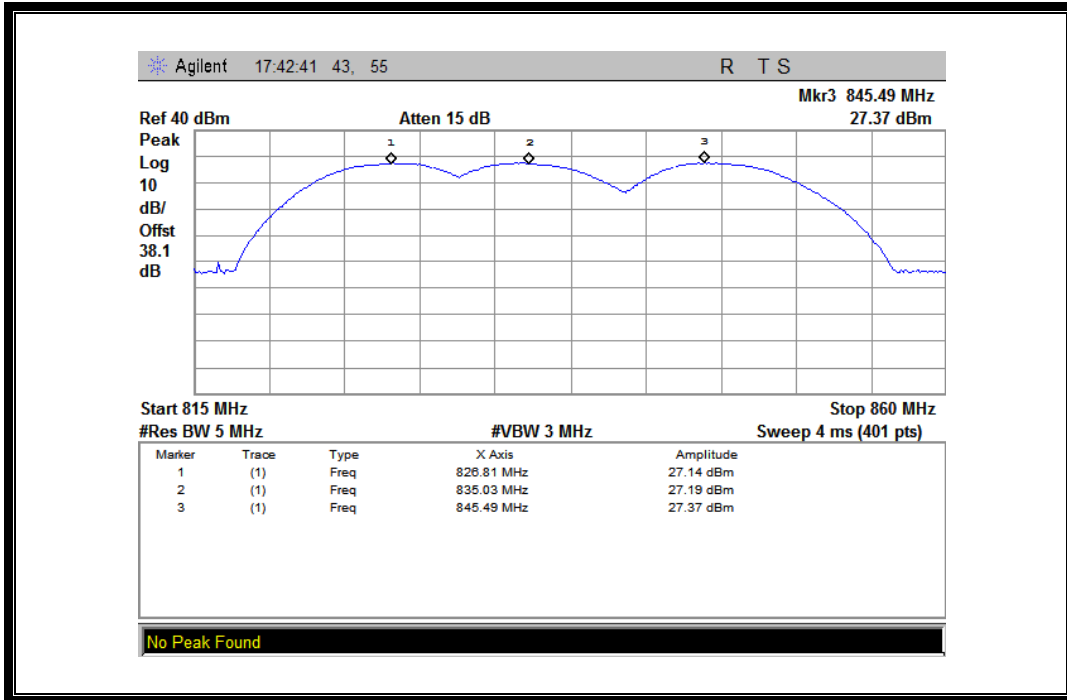 Agilent 17:42:41 43, 55 R T S
Mkr3 845.49 MHz
Ref 40 dBm Atten 15 dB 27.37 dBm
Peak
Log
10
dB/
Offst
38.1
dB
1 2 3
Start 815 MHz Stop 860 MHz
#Res BW 5 MHz #VBW 3 MHz Sweep 4 ms (401 pts)
Marker Trace Type X Axis Amplitude
1 (1) Freq 826.81 MHz 27.14 dBm
2 (1) Freq 835.03 MHz 27.19 dBm
3 (1) Freq 845.49 MHz 27.37 dBm
No Peak Found